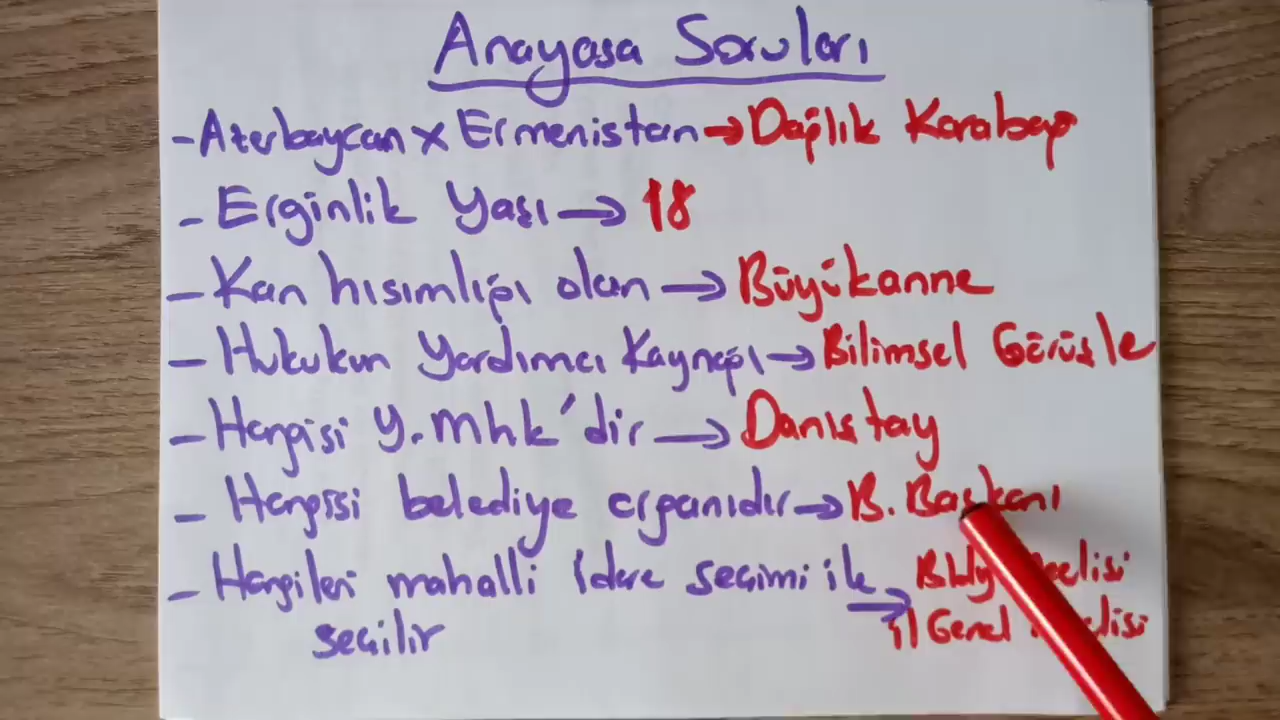 Anayasa Soruları
- Azerbaycan x Ermenistan → Dağlık Karabağ
- Erginlik Yaşı → 18
- Kan hısımlığı olan → Büyükanne
- Hukukun Yardımcı Kaynağı → Bilimsel Görüşle
- Hangisi Y. Mhk'dir → Danıştay
- Hangisi belediye organıdır → B. Başkanı
- Hangileri mahalli idare seçimi ile → Bldy
seçilir il Genel